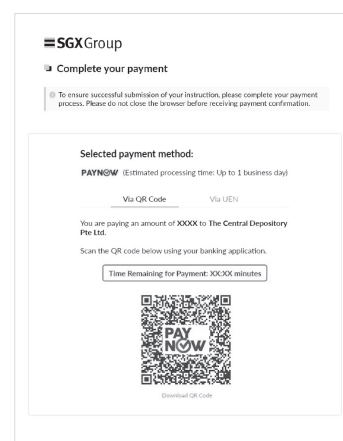 SGX Group
Complete your payment
To ensure successful submission of your instruction, please complete your payment
process. Please do not close the browser before receiving payment confirmation.
Selected payment method:
PAYNOW (Estimated processing time: Up to 1 business day)
Via QR Code Via UEN
You are paying an amount of XXXX to The Central Depository
Pte Ltd.
Scan the QR code below using your banking application.
Time Remaining for Payment: XX:XX minutes
PAY
NOW
Download QR Code